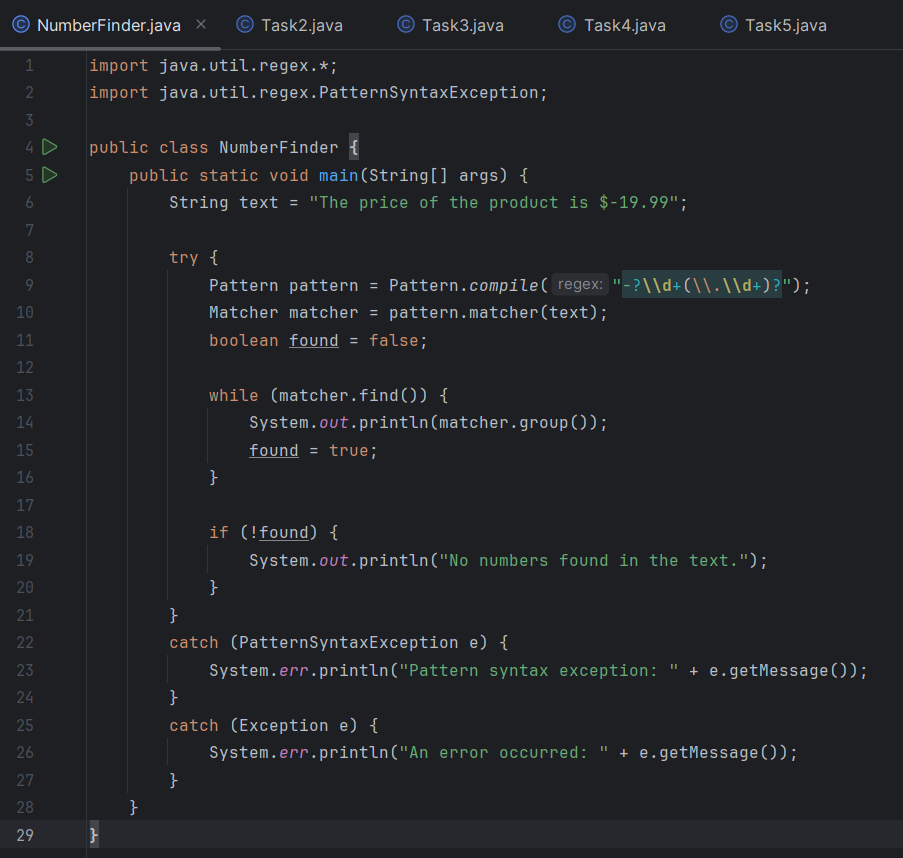 NumberFinder.java Task2.java Task3.java Task4.java Task5.java
1 import java.util.regex.*;
2 import java.util.regex.PatternSyntaxException;
3
4 public class NumberFinder {
5     public static void main(String[] args) {
6         String text = "The price of the product is $-19.99";
7
8         try {
9             Pattern pattern = Pattern.compile( regex: "-?\\d+(\\.\\d+)?");
10             Matcher matcher = pattern.matcher(text);
11             boolean found = false;
12
13             while (matcher.find()) {
14                 System.out.println(matcher.group());
15                 found = true;
16             }
17
18             if (!found) {
19                 System.out.println("No numbers found in the text.");
20             }
21         }
22         catch (PatternSyntaxException e) {
23             System.err.println("Pattern syntax exception: " + e.getMessage());
24         }
25         catch (Exception e) {
26             System.err.println("An error occurred: " + e.getMessage());
27         }
28     }
29 }